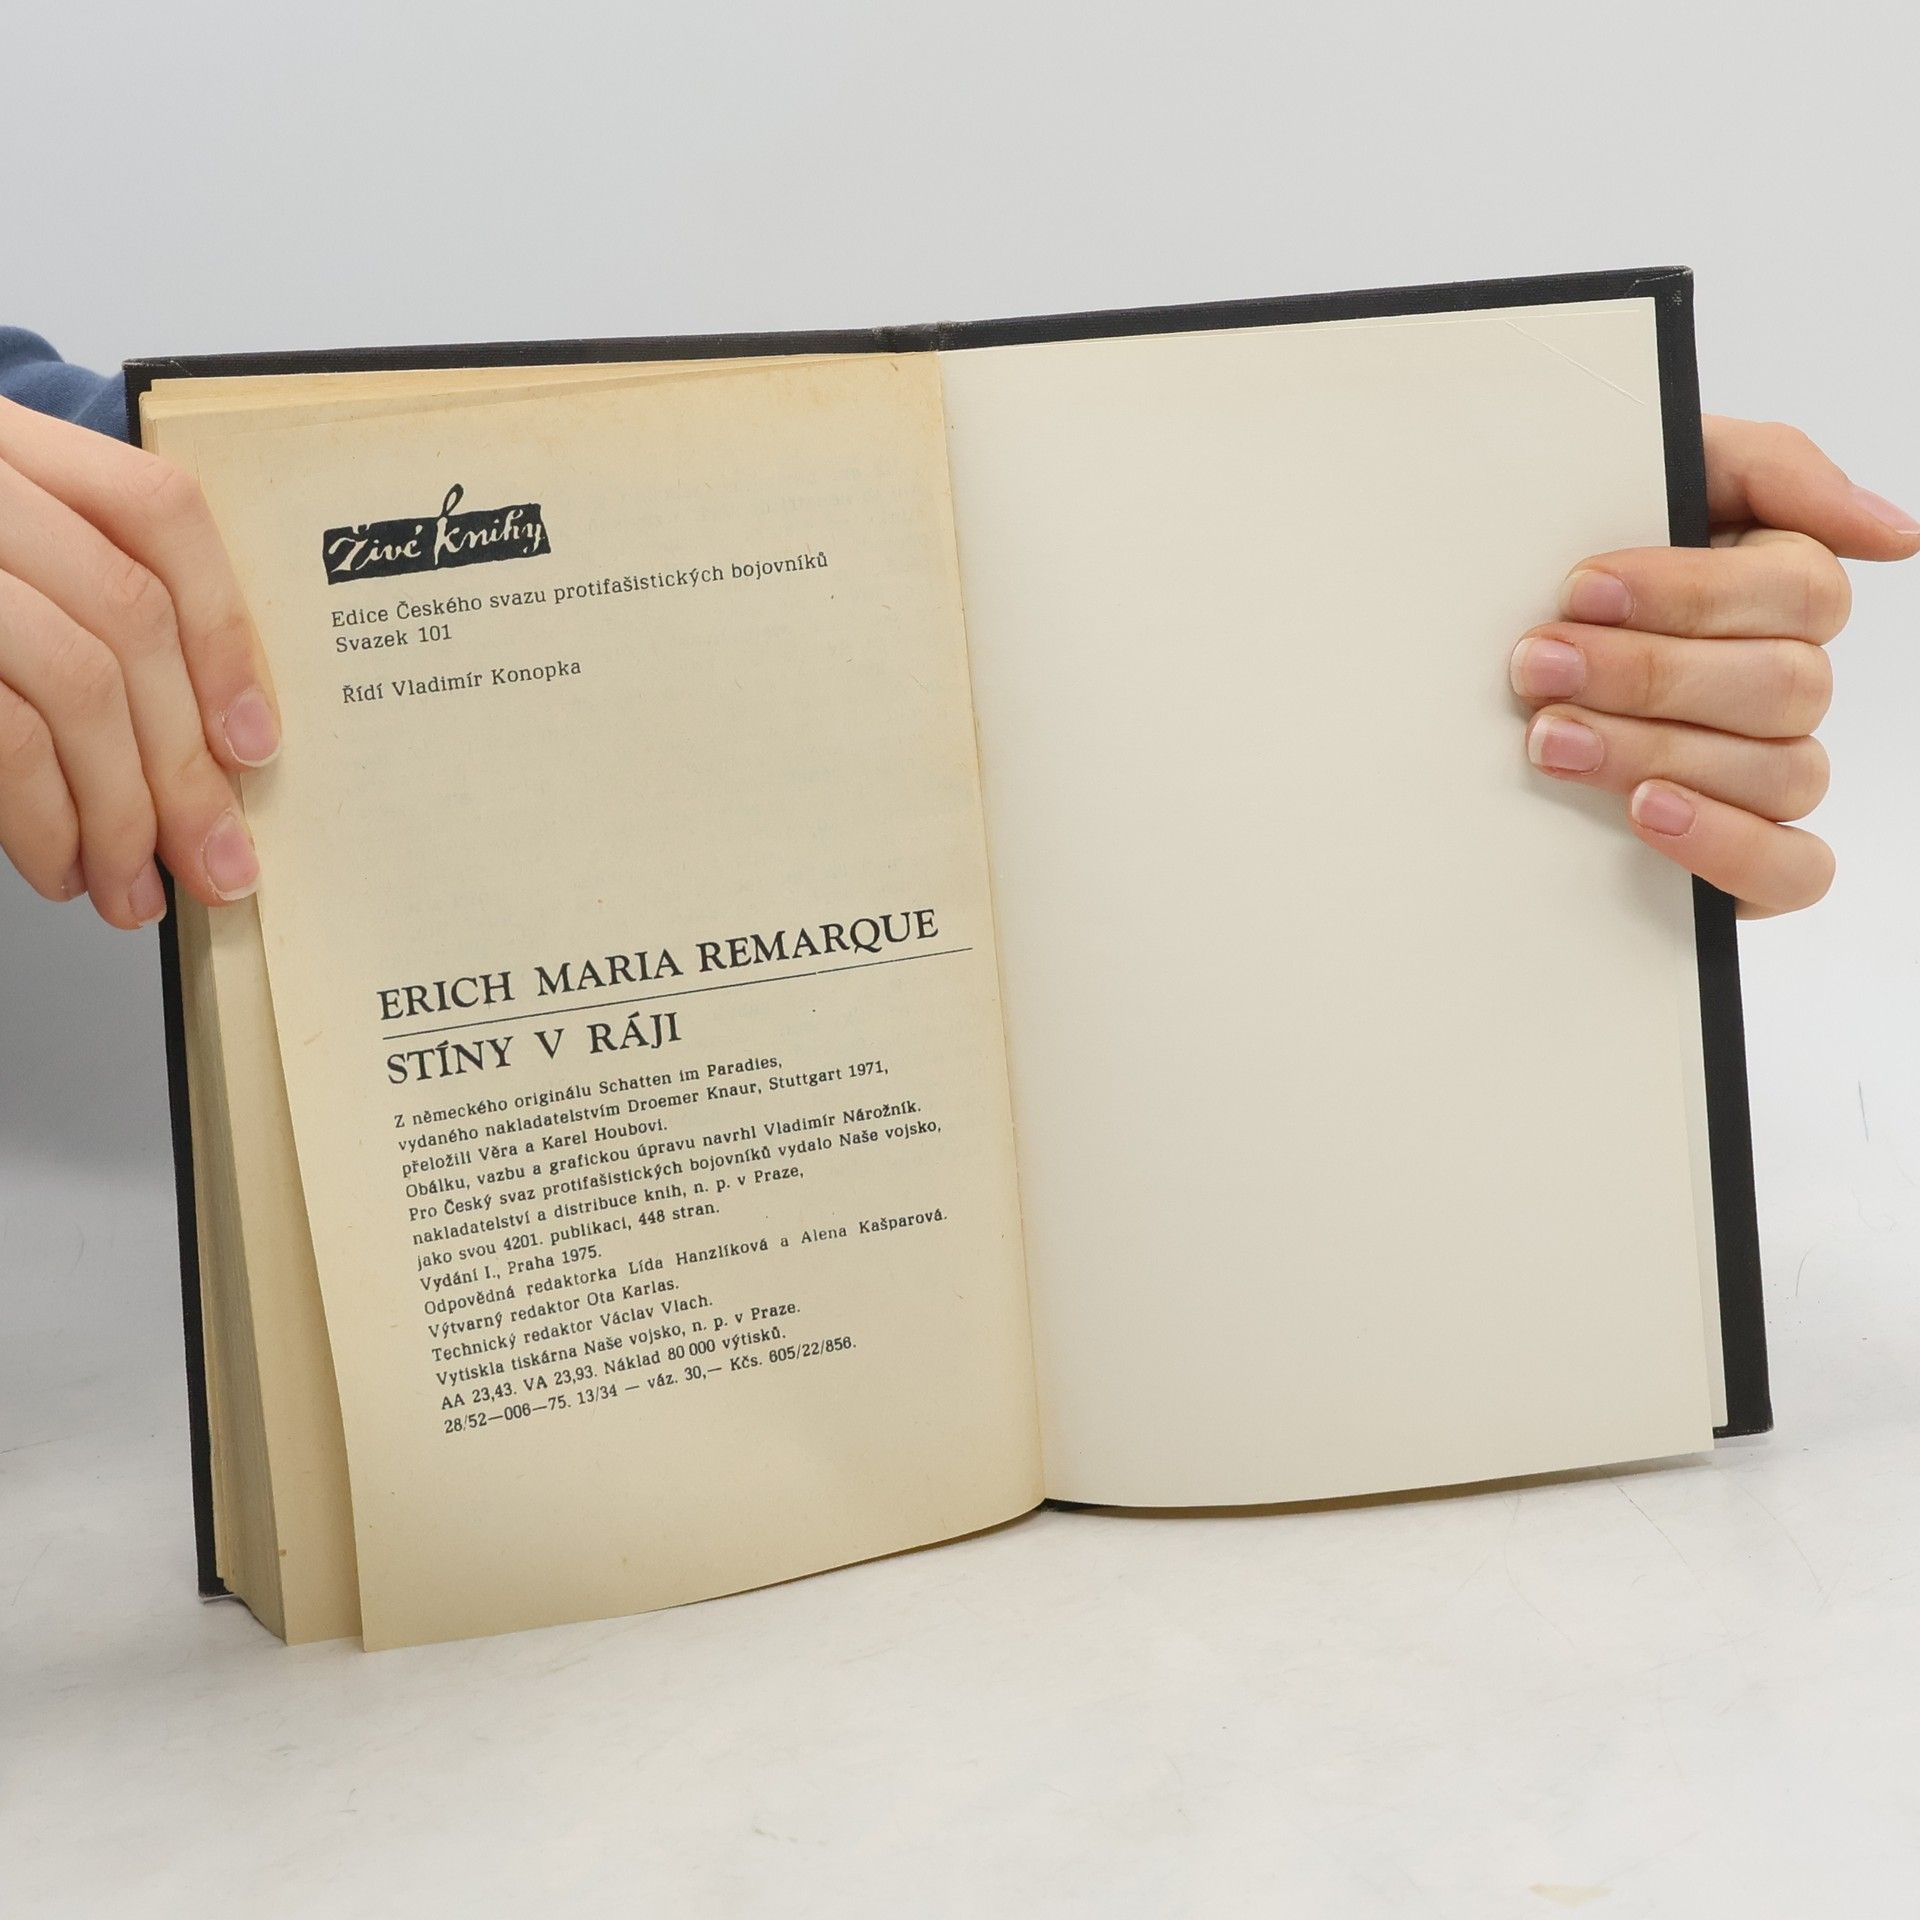 Živé knihy
Edice Českého svazu protifašistických bojovníků
Svazek 101
Řídí Vladimír Konopka
ERICH MARIA REMARQUE
STÍNY V RÁJI
Z německého originálu Schatten im Paradies,
vydaného nakladatelstvím Droemer Knaur, Stuttgart 1971,
přeložili Věra a Karel Houbovi.
Obálku, vazbu a grafickou úpravu navrhl Vladimír Nárožník.
Pro Český svaz protifašistických bojovníků vydalo Naše vojsko,
nakladatelství a distribuce knih, n. p. v Praze,
jako svou 4201. publikaci, 448 stran.
Vydání I., Praha 1975.
Odpovědná redaktorka Lída Hanzlíková a Alena Kašparová.
Výtvarný redaktor Ota Karlas.
Technický redaktor Václav Vlach.
Vytiskla tiskárna Naše vojsko, n. p. v Praze.
AA 23,43. VA 23,93. Náklad 80 000 výtisků.
28/52—006—75. 13/34 — váz. 30,— Kčs. 605/22/856.